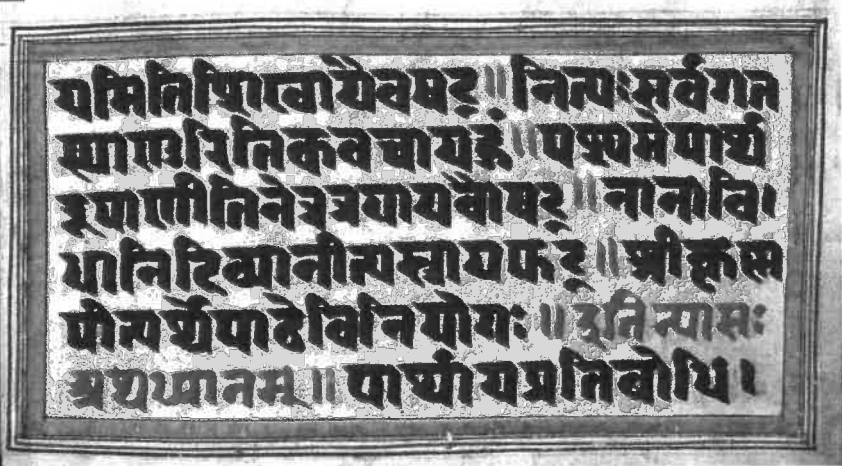 यमितिशिखायैवषट्॥नित्यःसर्वगत
स्थाणुरितिकवचायहुं॥पश्यमेपार्थ
रूपाणीतिनेत्रत्रयायवौषट्॥नानावि।
धानिदिव्यानीत्यस्त्रायफट्॥श्रीकृष्ण
प्रीत्यर्थेपाठेविनियोगः॥इतिन्यासः
अथध्यानम्॥पार्थायप्रतिबोधि।